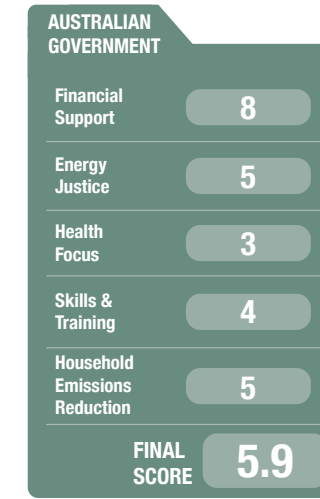 AUSTRALIAN
GOVERNMENT
Financial
Support
8
Energy
Justice
5
Health
Focus
3
Skills &
Training
4
Household
Emissions
Reduction
5
FINAL
SCORE
5.9